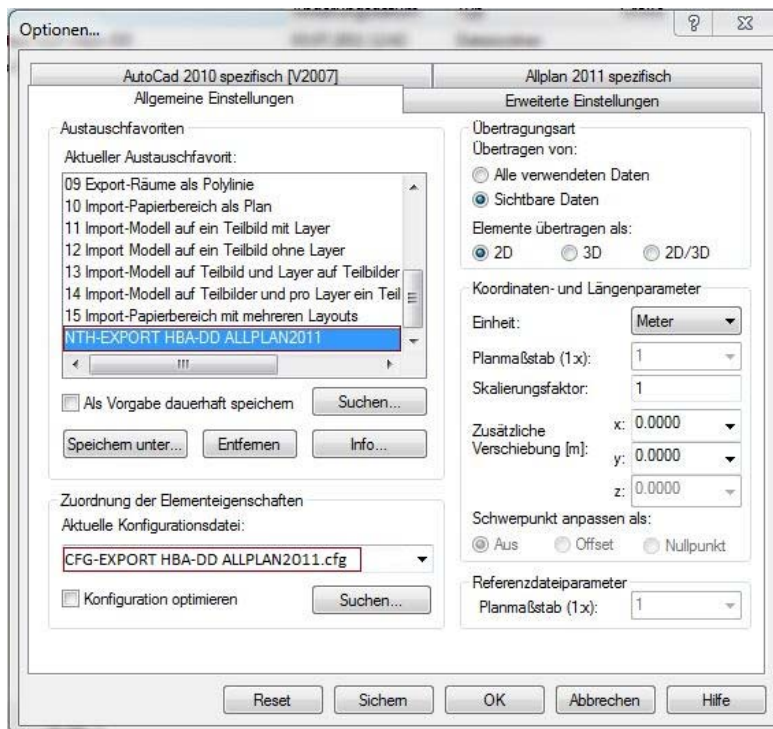 Optionen...
AutoCad 2010 spezifisch [V2007]
Allplan 2011 spezifisch
Allgemeine Einstellungen
Erweiterte Einstellungen
Austauschfavoriten
Aktueller Austauschfavorit:
09 Export-Räume als Polylinie
10 Import-Papierbereich als Plan
11 Import-Modell auf ein Teilbild mit Layer
12 Import Modell auf ein Teilbild ohne Layer
13 Import-Modell auf Teilbild und Layer auf Teilbilder
14 Import-Modell auf Teilbilder und pro Layer ein Teil
15 Import-Papierbereich mit mehreren Layouts
NTH-EXPORT HBA-DD ALLPLAN2011
Als Vorgabe dauerhaft speichern
Suchen...
Speichern unter...
Entfernen
Info...
Zuordnung der Elementeigenschaften
Aktuelle Konfigurationsdatei:
CFG-EXPORT HBA-DD ALLPLAN2011.cfg
Konfiguration optimieren
Suchen...
Übertragungsart
Übertragen von:
Alle verwendeten Daten
Sichtbare Daten
Elemente übertragen als:
2D 3D 2D/3D
Koordinaten- und Längenparameter
Einheit: Meter
Planmaßstab (1:x): 1
Skalierungsfaktor: 1
Zusätzliche
Verschiebung [m]:
x: 0.0000
y: 0.0000
z: 0.0000
Schwerpunkt anpassen als:
Aus Offset Nullpunkt
Referenzdateiparameter
Planmaßstab (1:x): 1
Reset Sichern OK Abbrechen Hilfe